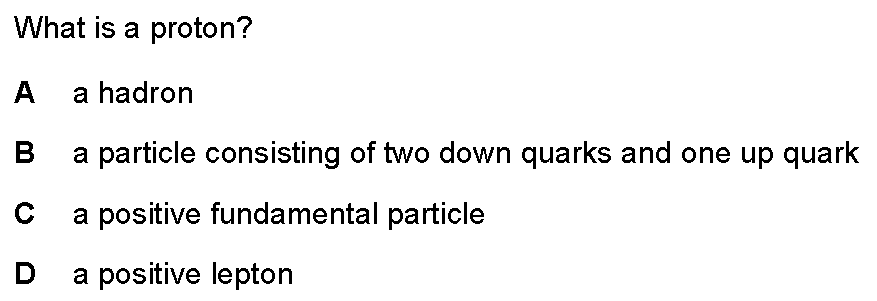 What is a proton?
A a hadron
B a particle consisting of two down quarks and one up quark
C a positive fundamental particle
D a positive lepton